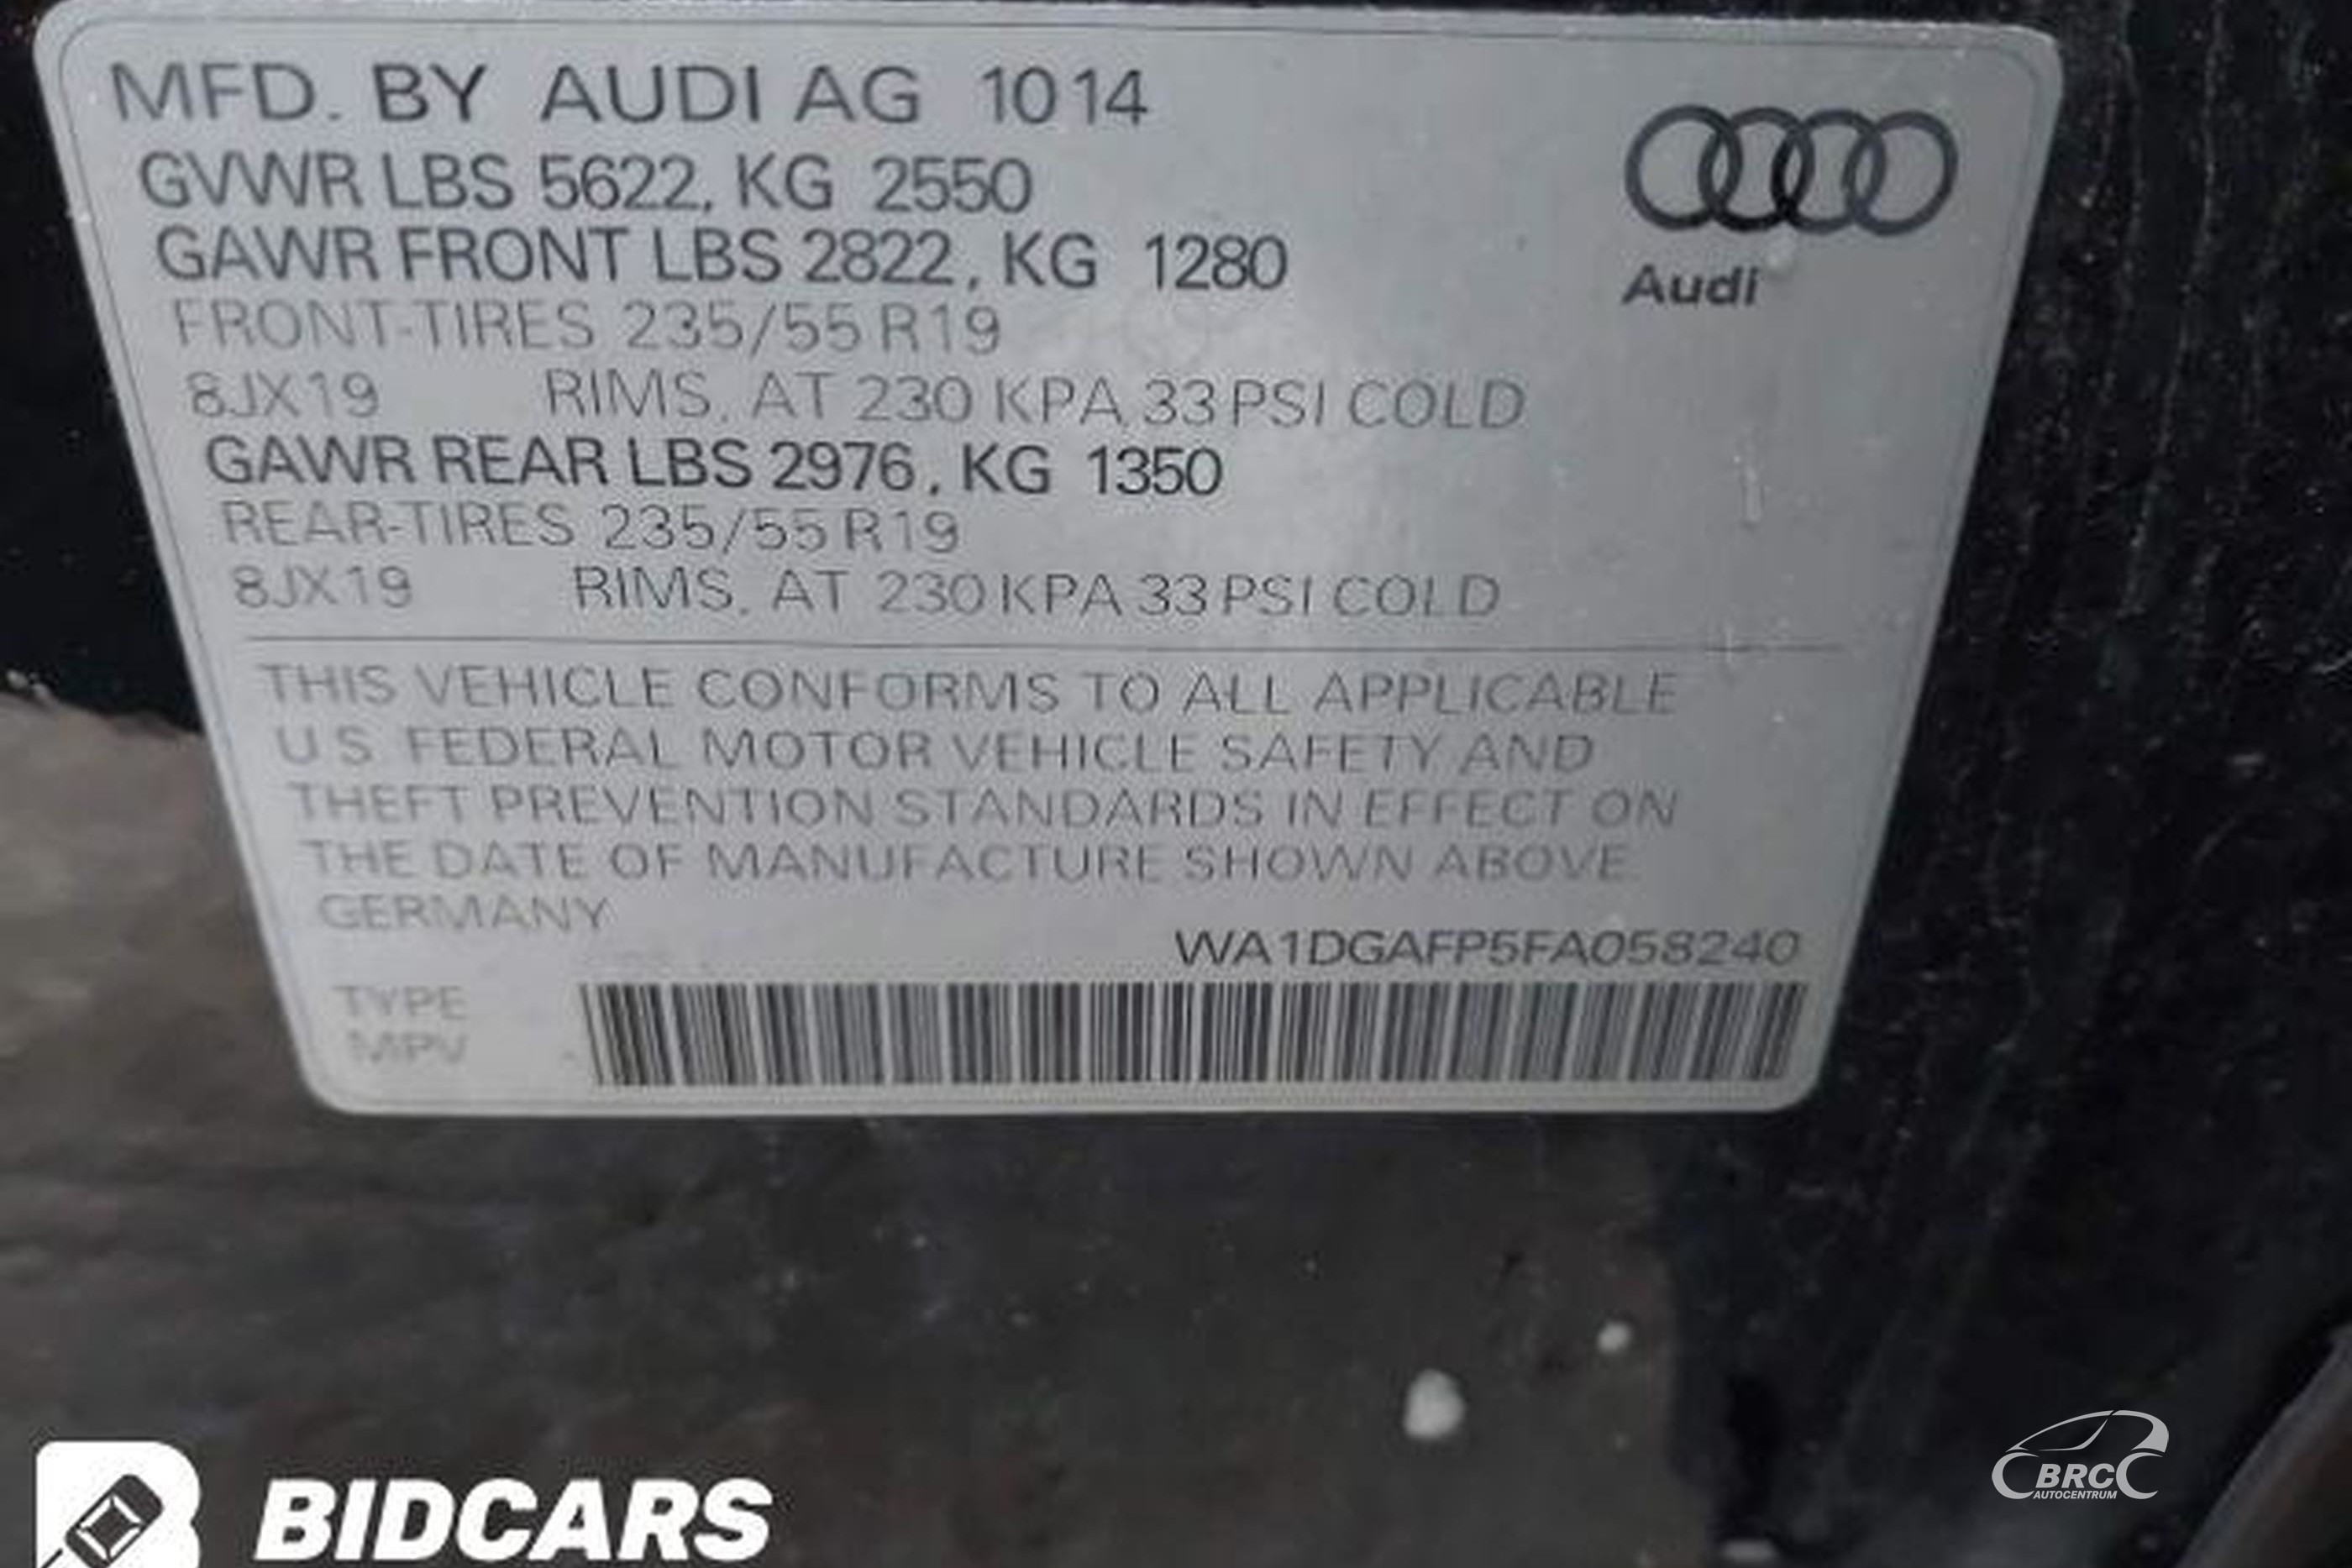 MFD. BY AUDI AG 1014
GVWR LBS 5622, KG 2550
GAWR FRONT LBS 2822, KG 1280
FRONT-TIRES 235/55 R19
8JX19 RIMS, AT 230 KPA, 33 PSI COLD
GAWR REAR LBS 2976, KG 1350
REAR-TIRES 235/55 R19
8JX19 RIMS, AT 230 KPA 33 PSI COLD
Audi
THIS VEHICLE CONFORMS TO ALL APPLICABLE
U.S. FEDERAL MOTOR VEHICLE SAFETY AND
THEFT PREVENTION STANDARDS IN EFFECT ON
THE DATE OF MANUFACTURE SHOWN ABOVE.
GERMANY
WA1DGAFP5FA058240
TYPE
MPV
BIDCARS
BRC
AUTOCENTRUM